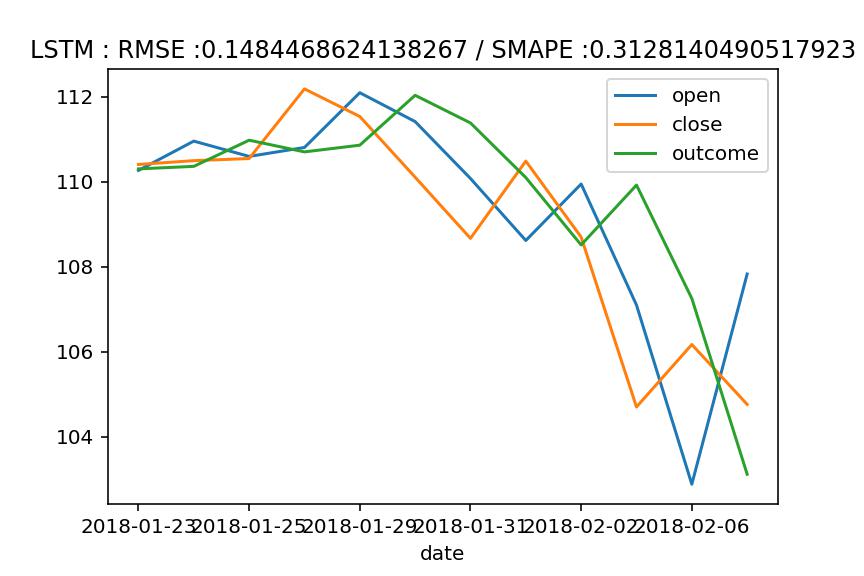 LSTM : RMSE :0.1484468624138267 / SMAPE :0.3128140490517923
112
110
108
106
104
open
close
outcome
2018-01-23 2018-01-25 2018-01-29 2018-01-31 2018-02-02 2018-02-06
date